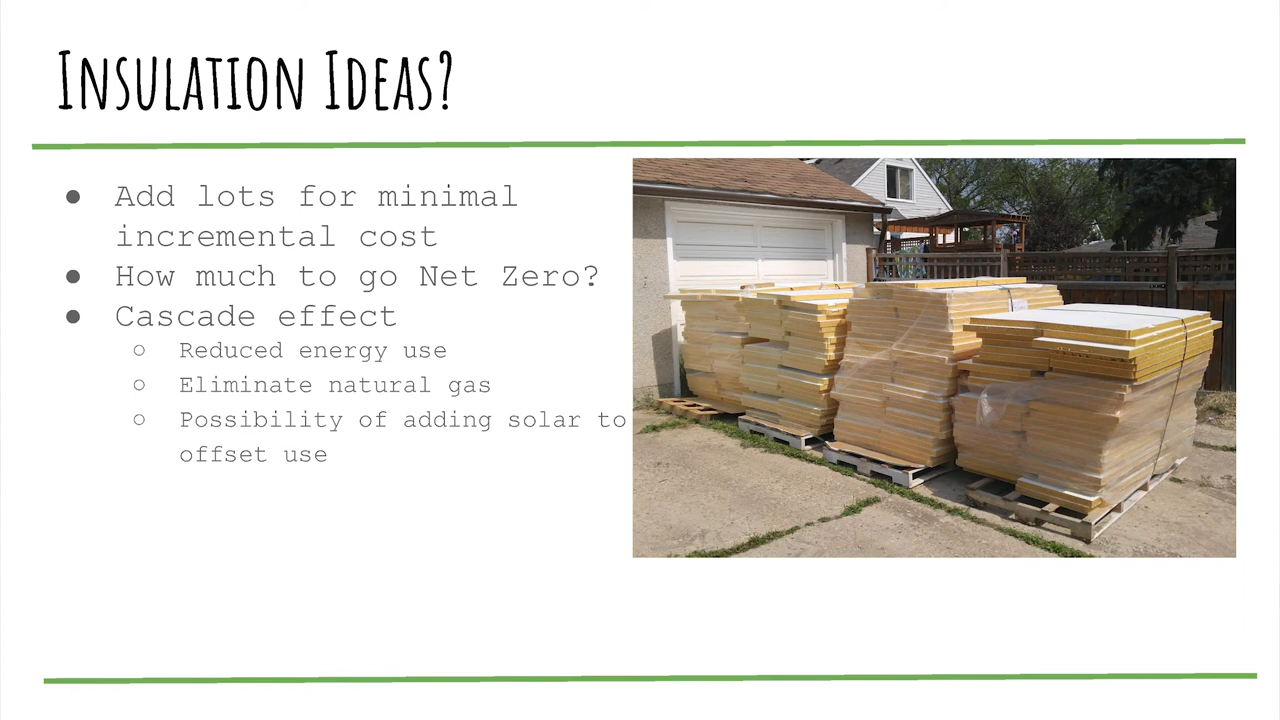 Insulation Ideas?
● Add lots for minimal
incremental cost
● How much to go Net Zero?
● Cascade effect
○ Reduced energy use
○ Eliminate natural gas
○ Possibility of adding solar to
offset use